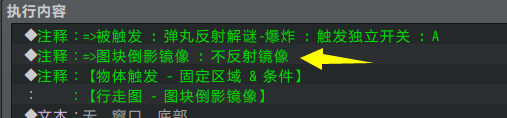 执行内容
◆注释：=>被触发 : 弹丸反射解谜-爆炸 : 触发独立开关 : A
◆注释：=>图块倒影镜像 : 不反射镜像
◆注释：【物体触发 - 固定区域 & 条件】
：　　：【行走图 - 图块倒影镜像】
◆文本：无, 窗口, 底部